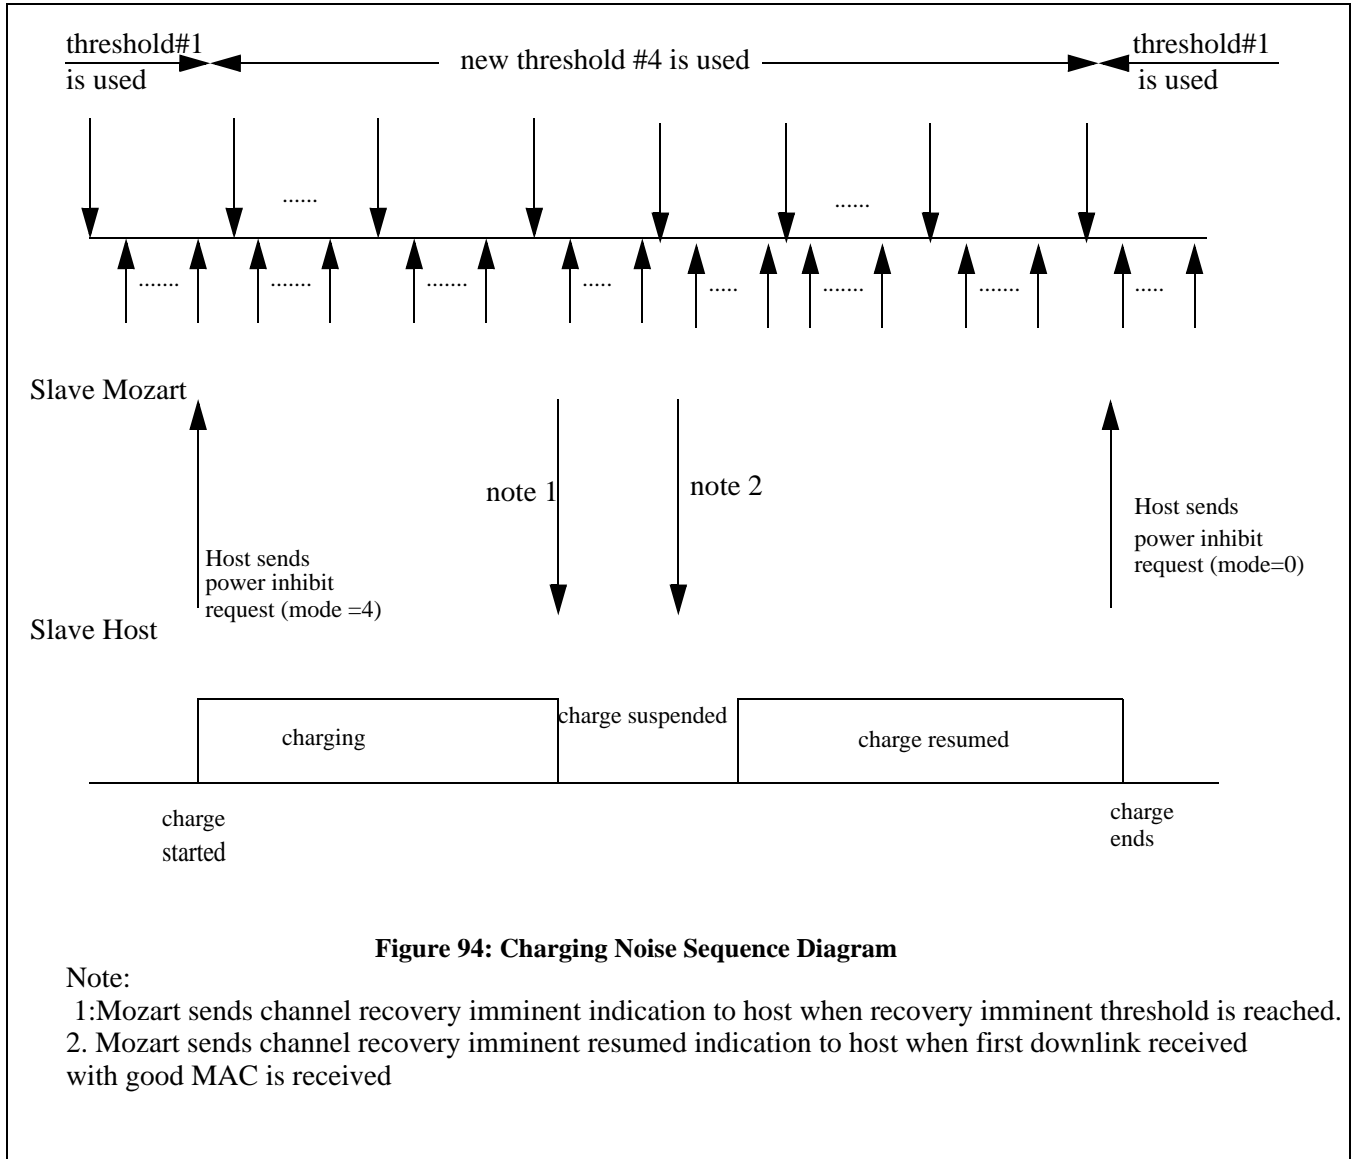 threshold#1
is used
new threshold #4 is used
threshold#1
is used
......
......
.......
.......
.......
.....
.....
.......
.......
.....
Slave Mozart
note 1
note 2
Host sends
power inhibit
request (mode =4)
Host sends
power inhibit
request (mode=0)
Slave Host
charging
charge suspended
charge resumed
charge
started
charge
ends
Figure 94: Charging Noise Sequence Diagram
Note:
1:Mozart sends channel recovery imminent indication to host when recovery imminent threshold is reached.
2. Mozart sends channel recovery imminent resumed indication to host when first downlink received
with good MAC is received